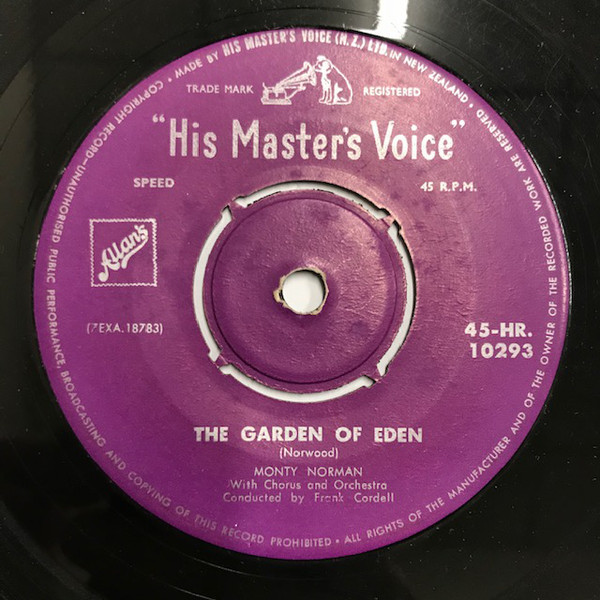 COPYRIGHT RECORD-UNAUTHORISED PUBLIC PERFORMANCE, BROADCASTING AND COPYING OF THIS RECORD PROHIBITED • ALL RIGHTS OF THE MANUFACTURER AND OF THE OWNER OF THE RECORDED WORK ARE RESERVED • MADE BY HIS MASTER'S VOICE (N.Z.) LTD. IN NEW ZEALAND •
TRADE MARK REGISTERED
"His Master's Voice"
SPEED 45 R.P.M.
Allan's
(7EXA.18783)
45-HR.
10293
THE GARDEN OF EDEN
(Norwood)
MONTY NORMAN
With Chorus and Orchestra
Conducted by Frank Cordell